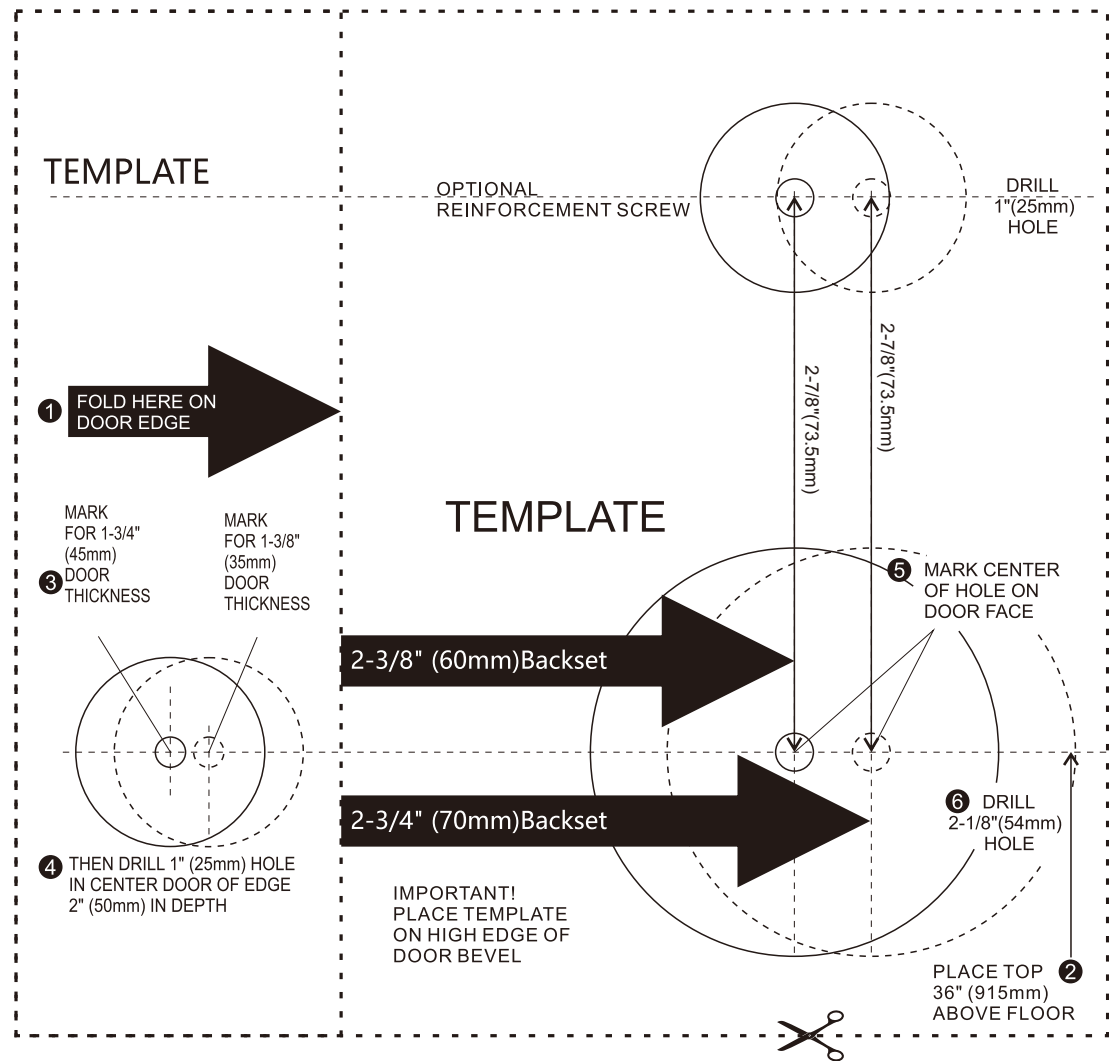 TEMPLATE
OPTIONAL
REINFORCEMENT SCREW
DRILL
1"(25mm)
HOLE
2-7/8"(73.5mm)
2-7/8"(73.5mm)
1 FOLD HERE ON
DOOR EDGE
TEMPLATE
MARK
FOR 1-3/4"
(45mm)
3 DOOR
THICKNESS
MARK
FOR 1-3/8"
(35mm)
DOOR
THICKNESS
5 MARK CENTER
OF HOLE ON
DOOR FACE
2-3/8" (60mm)Backset
2-3/4" (70mm)Backset
6 DRILL
2-1/8"(54mm)
HOLE
4 THEN DRILL 1" (25mm) HOLE
IN CENTER DOOR OF EDGE
2" (50mm) IN DEPTH
IMPORTANT!
PLACE TEMPLATE
ON HIGH EDGE OF
DOOR BEVEL
PLACE TOP 2
36" (915mm)
ABOVE FLOOR